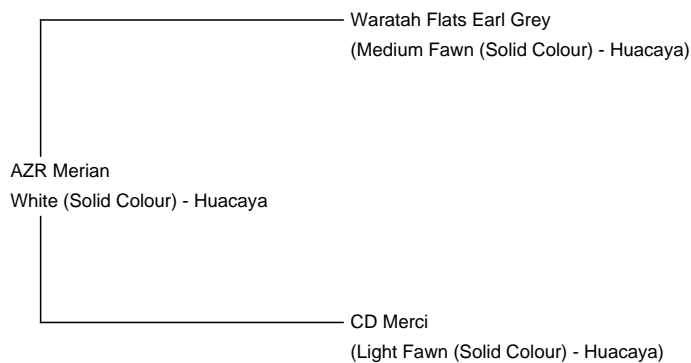 Waratah Flats Earl Grey
(Medium Fawn (Solid Colour) - Huacaya)
AZR Merian
White (Solid Colour) - Huacaya
CD Merci
(Light Fawn (Solid Colour) - Huacaya)